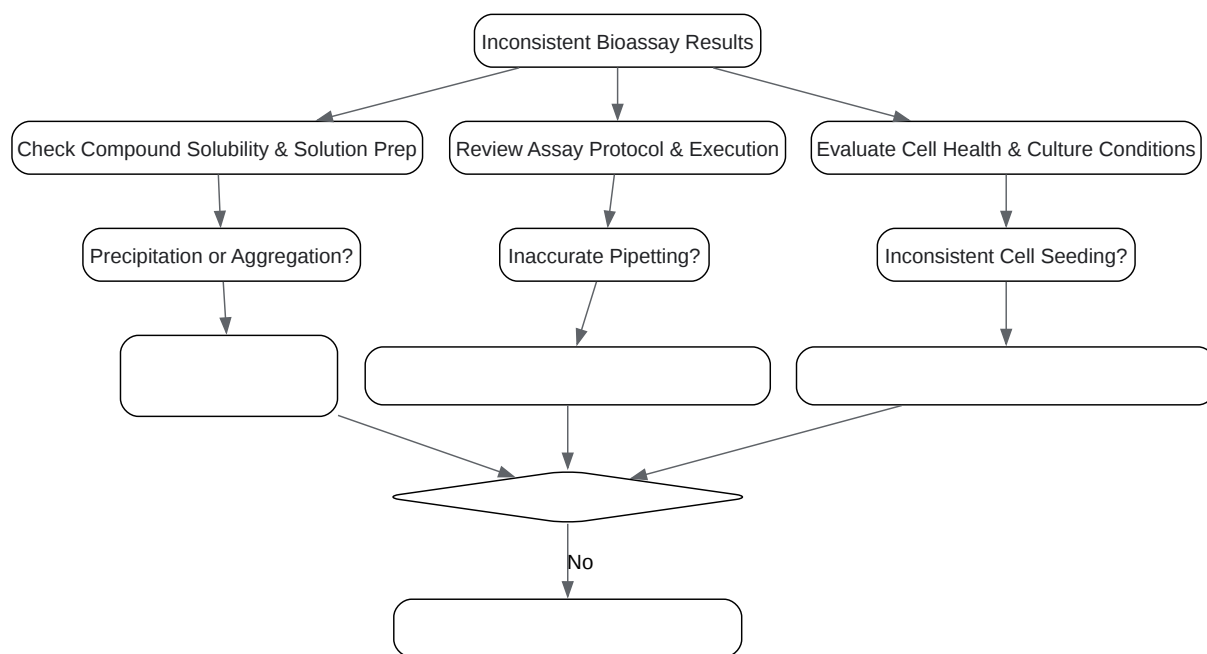 Inconsistent Bioassay Results
Check Compound Solubility & Solution Prep
Review Assay Protocol & Execution
Evaluate Cell Health & Culture Conditions
Precipitation or Aggregation?
Inaccurate Pipetting?
Inconsistent Cell Seeding?
No